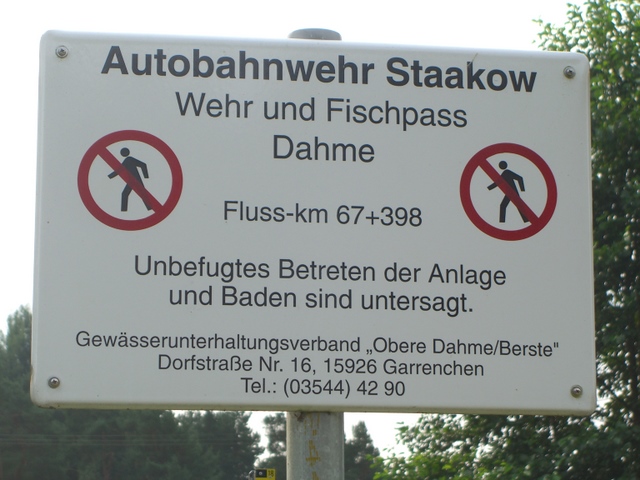 Autobahnwehr Staakow
Wehr und Fischpass
Dahme
Fluss-km 67+398
Unbefugtes Betreten der Anlage
und Baden sind untersagt.
Gewässerunterhaltungsverband „Obere Dahme/Berste"
Dorfstraße Nr. 16, 15926 Garrenchen
Tel.: (03544) 42 90